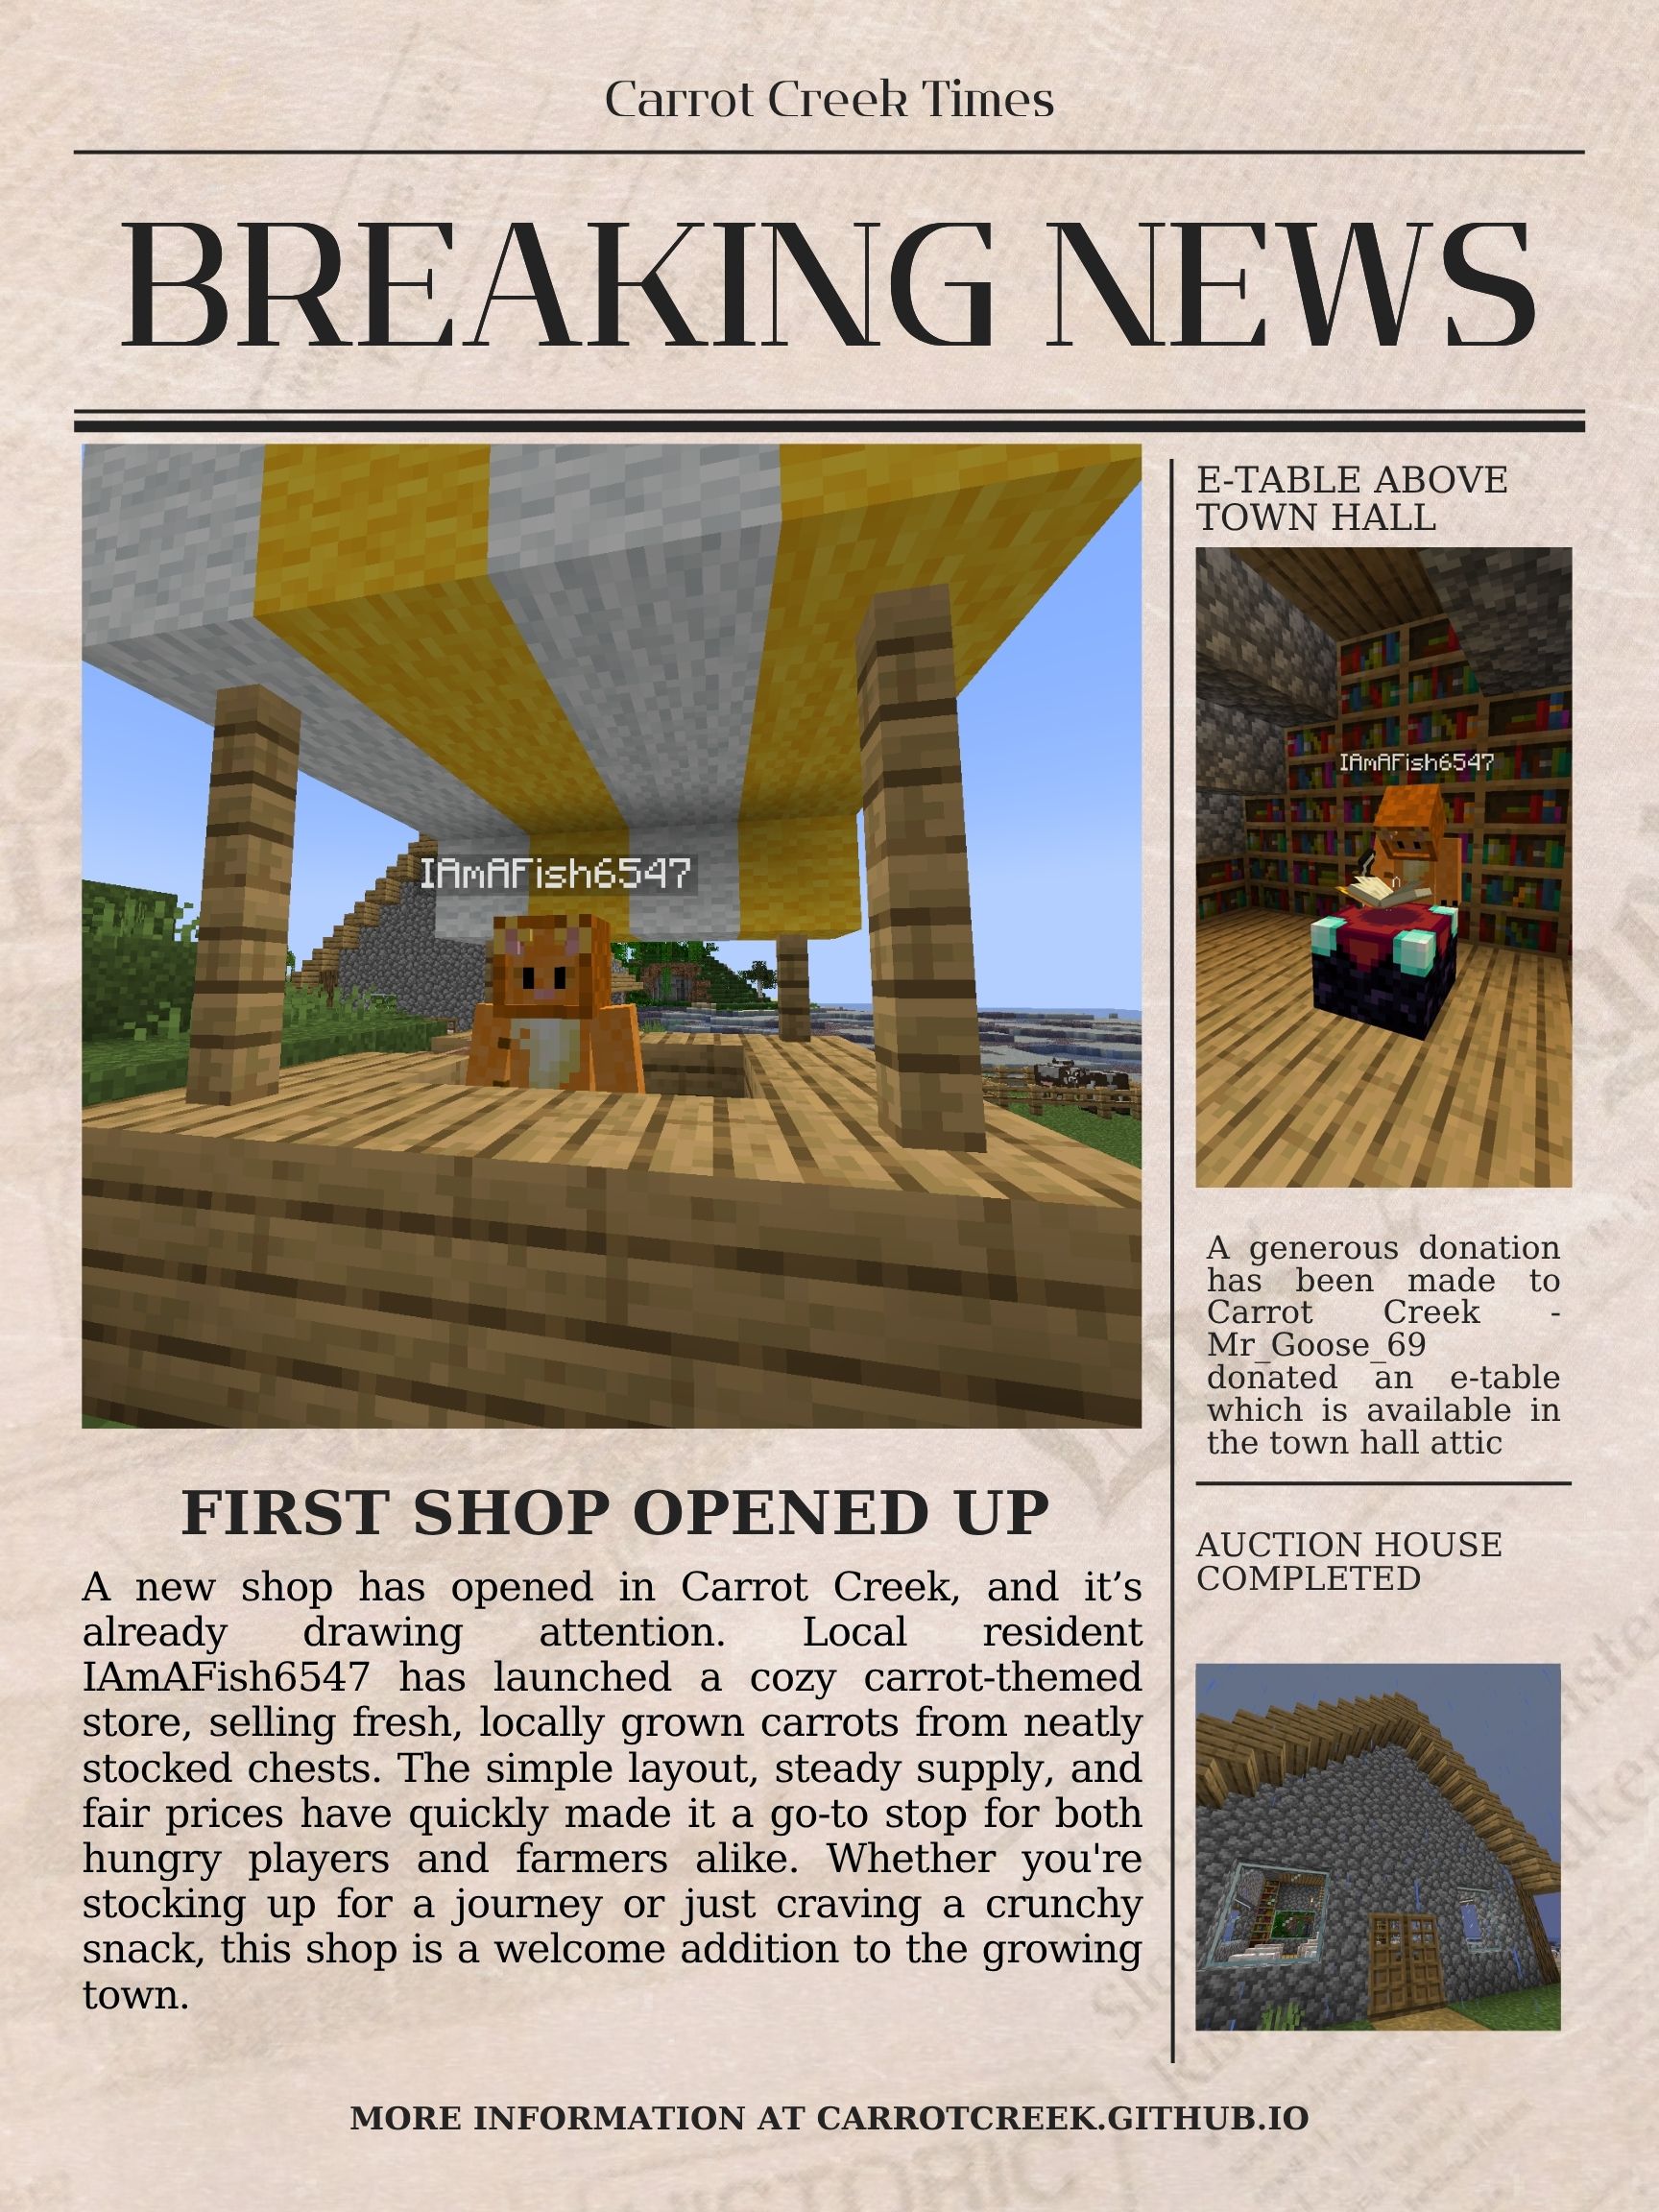 Carrot Creek Times
BREAKING NEWS
IAmAFish6547
FIRST SHOP OPENED UP
A new shop has opened in Carrot Creek, and it’s
already drawing attention. Local resident
IAmAFish6547 has launched a cozy carrot-themed
store, selling fresh, locally grown carrots from neatly
stocked chests. The simple layout, steady supply, and
fair prices have quickly made it a go-to stop for both
hungry players and farmers alike. Whether you're
stocking up for a journey or just craving a crunchy
snack, this shop is a welcome addition to the growing
town.
E-TABLE ABOVE
TOWN HALL
IAmAFish6547
A generous donation
has been made to
Carrot Creek -
Mr_Goose_69
donated an e-table
which is available in
the town hall attic
AUCTION HOUSE
COMPLETED
MORE INFORMATION AT CARROTCREEK.GITHUB.IO